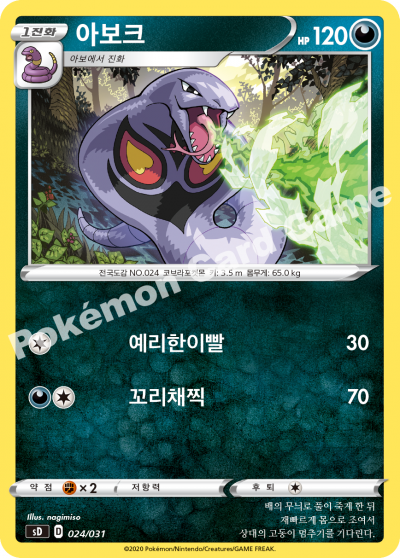 1진화
아보크
HP 120
아보에서 진화
전국도감 NO.024 코브라포켓몬 키: 3.5 m 몸무게: 65.0 kg
예리한이빨 30
꼬리채찍 70
약점 ×2 저항력 후퇴
Illus. nagimiso
sD D 024/031
배의 무늬로 풀이 죽게 한 뒤
재빠르게 몸으로 조여서
상대의 고동이 멈추기를 기다린다.
©2020 Pokémon/Nintendo/Creatures/GAME FREAK.
Pokémon Card Game